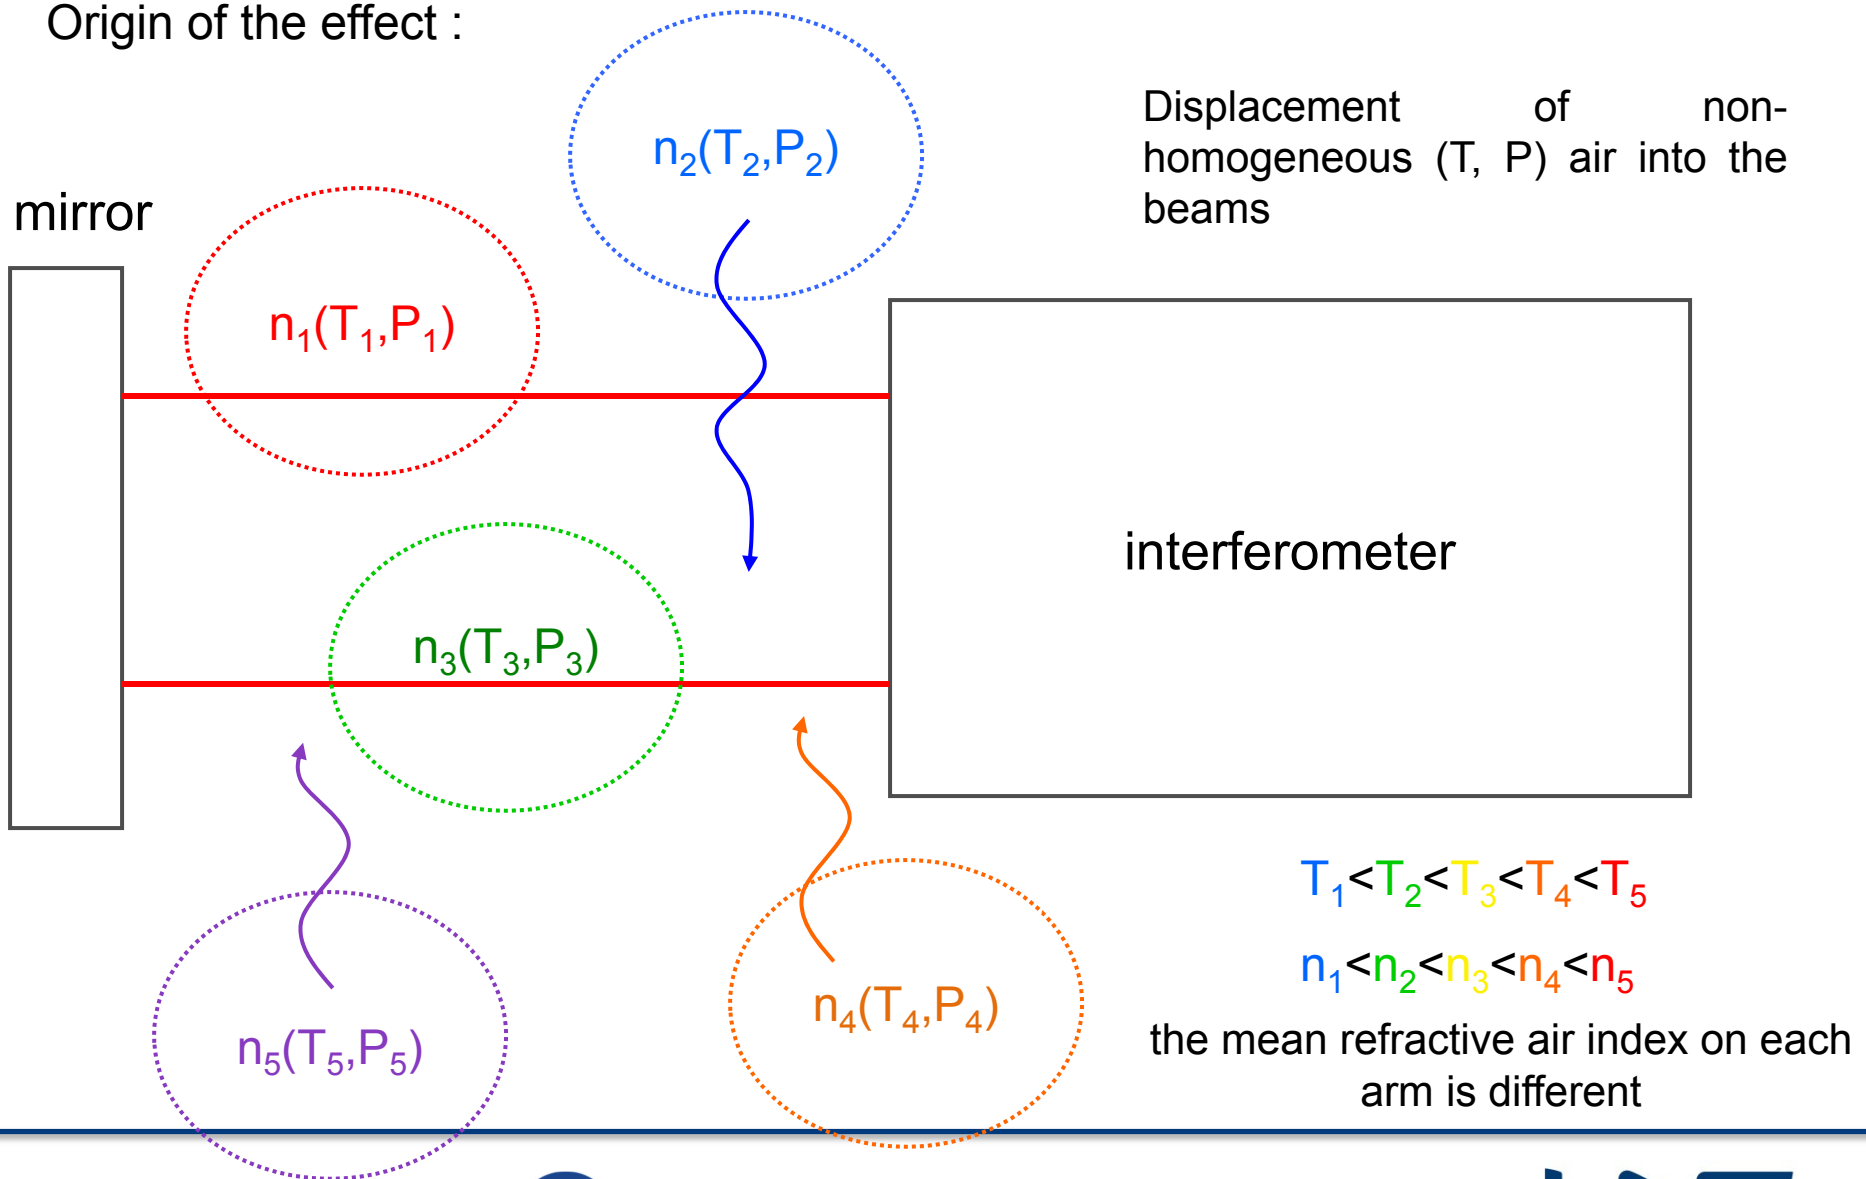 Origin of the effect :
n₂(T₂,P₂)
Displacement of non-
homogeneous (T, P) air into the
beams
mirror
n₁(T₁,P₁)
interferometer
n₃(T₃,P₃)
T₁<T₂<T₃<T₄<T₅
n₁<n₂<n₃<n₄<n₅
n₄(T₄,P₄)
n₅(T₅,P₅)
the mean refractive air index on each
arm is different